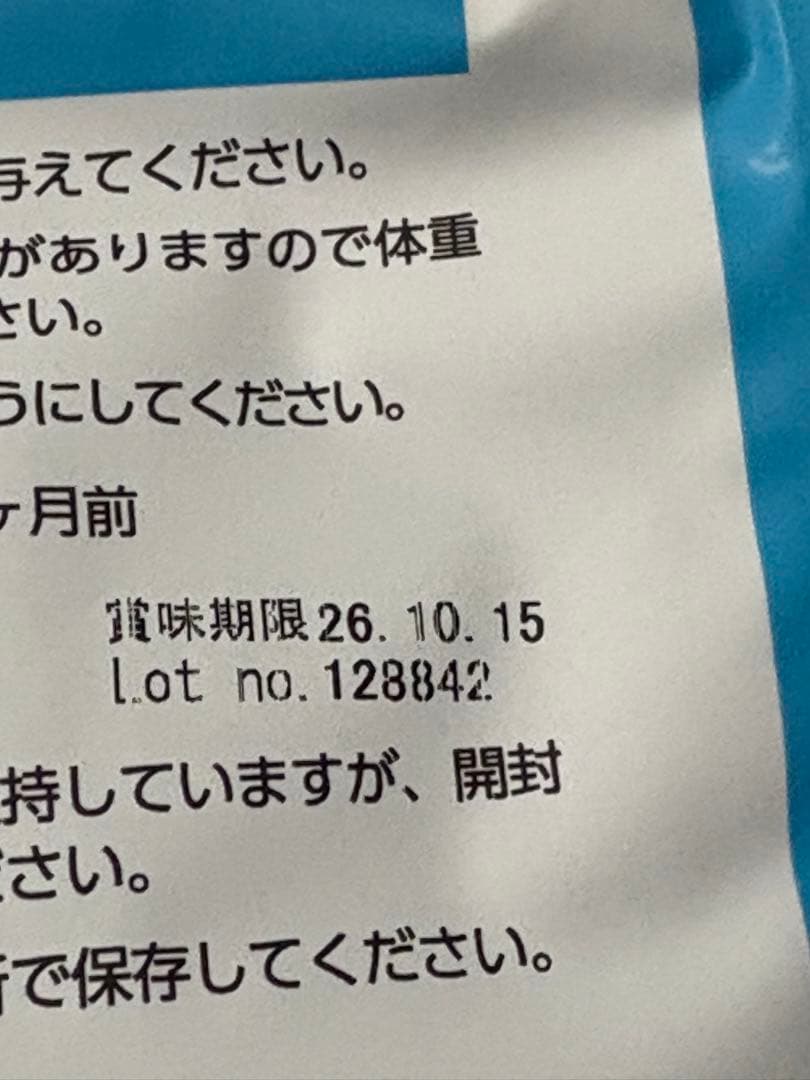 与えてください。
がありますので体重
さい。
うにしてください。
ヶ月前
賞味期限26.10.15
Lot no.128842
持していますが、開封
ださい。
所で保存してください。